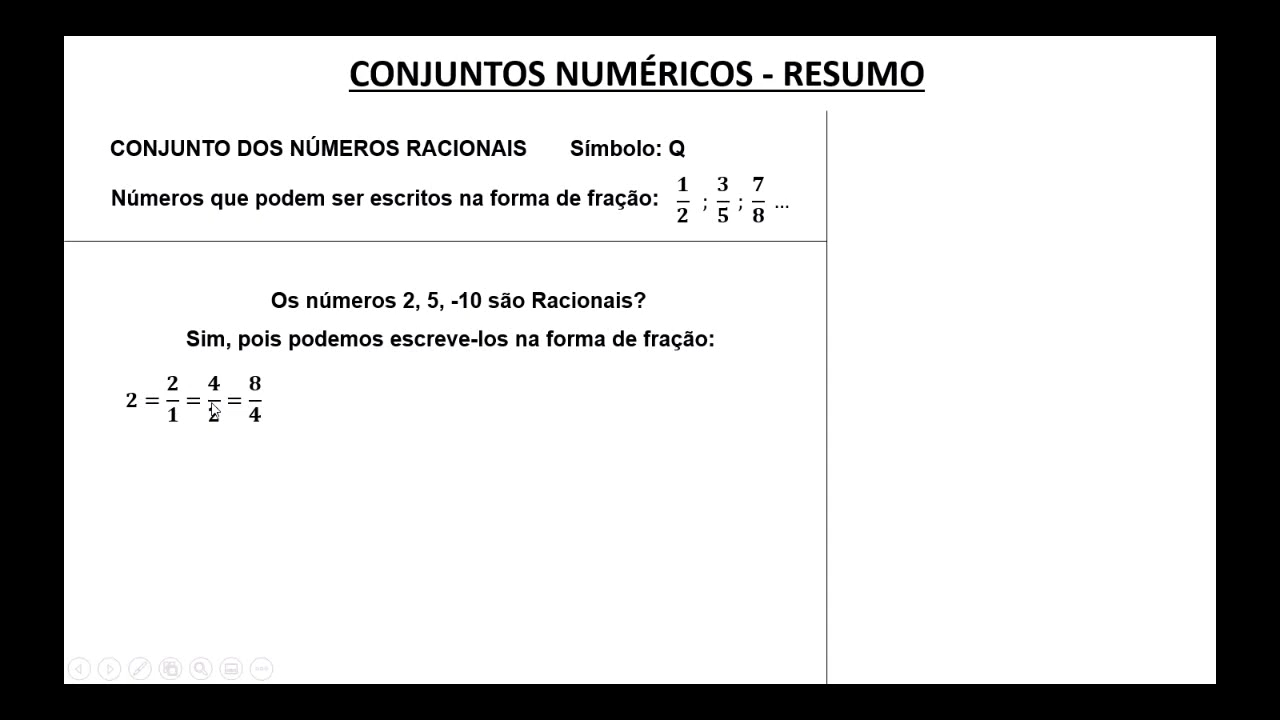 CONJUNTOS NUMÉRICOS - RESUMO
CONJUNTO DOS NÚMEROS RACIONAIS Símbolo: Q
Números que podem ser escritos na forma de fração: 1/2 ; 3/5 ; 7/8 ...
Os números 2, 5, -10 são Racionais?
Sim, pois podemos escreve-los na forma de fração:
2 = 2/1 = 4/2 = 8/4